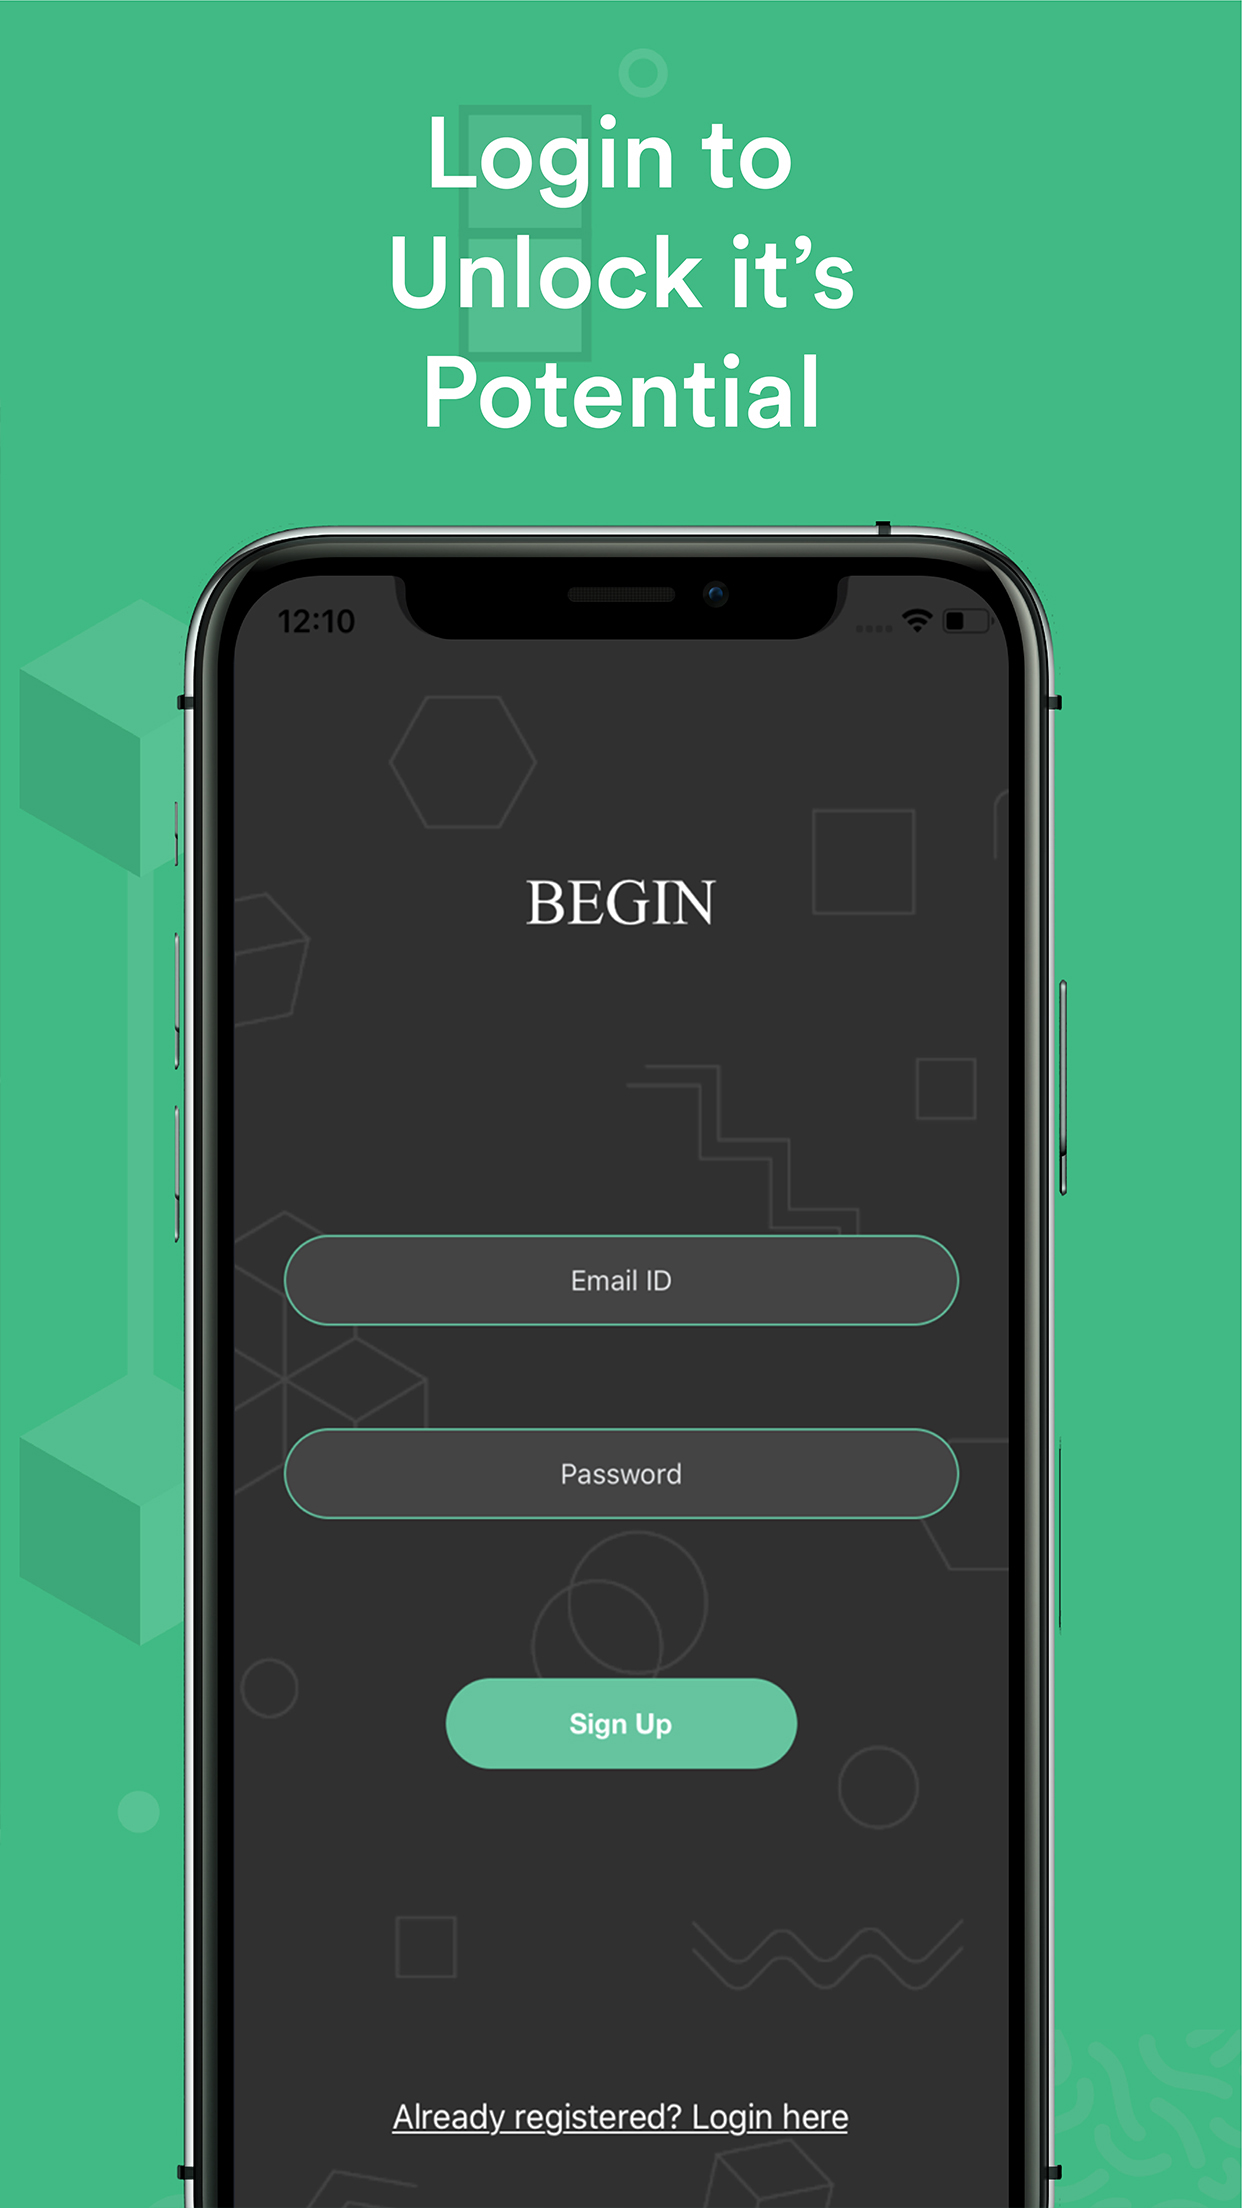 Login to
Unlock it’s
Potential
12:10
BEGIN
Email ID
Password
Sign Up
Already registered? Login here